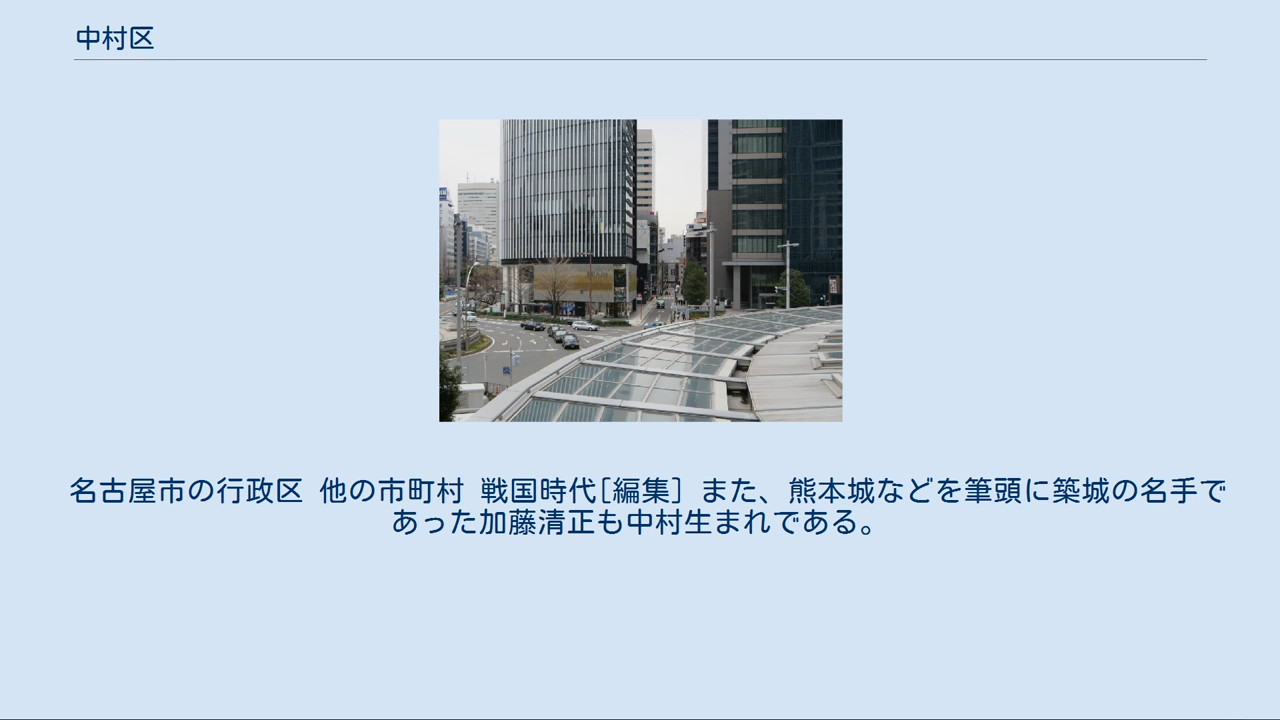 中村区
名古屋市の行政区 他の市町村 戦国時代[編集] また、熊本城などを筆頭に築城の名手で
あった加藤清正も中村生まれである。